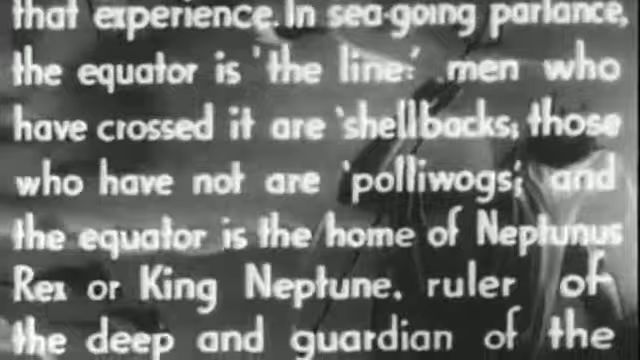 that experience. In sea-going parlance,
the equator is 'the line;' men who
have crossed it are 'shellbacks; those
who have not are 'polliwogs;' and
the equator is the home of Neptunus
Rex or King Neptune, ruler of
the deep and guardian of the